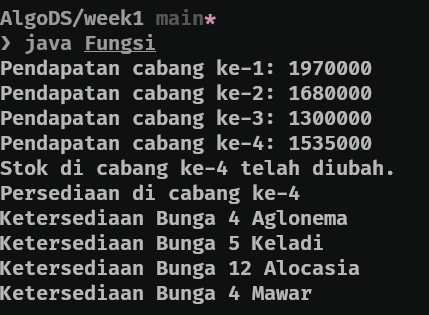 AlgoDS/week1 main*
❯ java Fungsi
Pendapatan cabang ke-1: 1970000
Pendapatan cabang ke-2: 1680000
Pendapatan cabang ke-3: 1300000
Pendapatan cabang ke-4: 1535000
Stok di cabang ke-4 telah diubah.
Persediaan di cabang ke-4
Ketersediaan Bunga 4 Aglonema
Ketersediaan Bunga 5 Keladi
Ketersediaan Bunga 12 Alocasia
Ketersediaan Bunga 4 Mawar